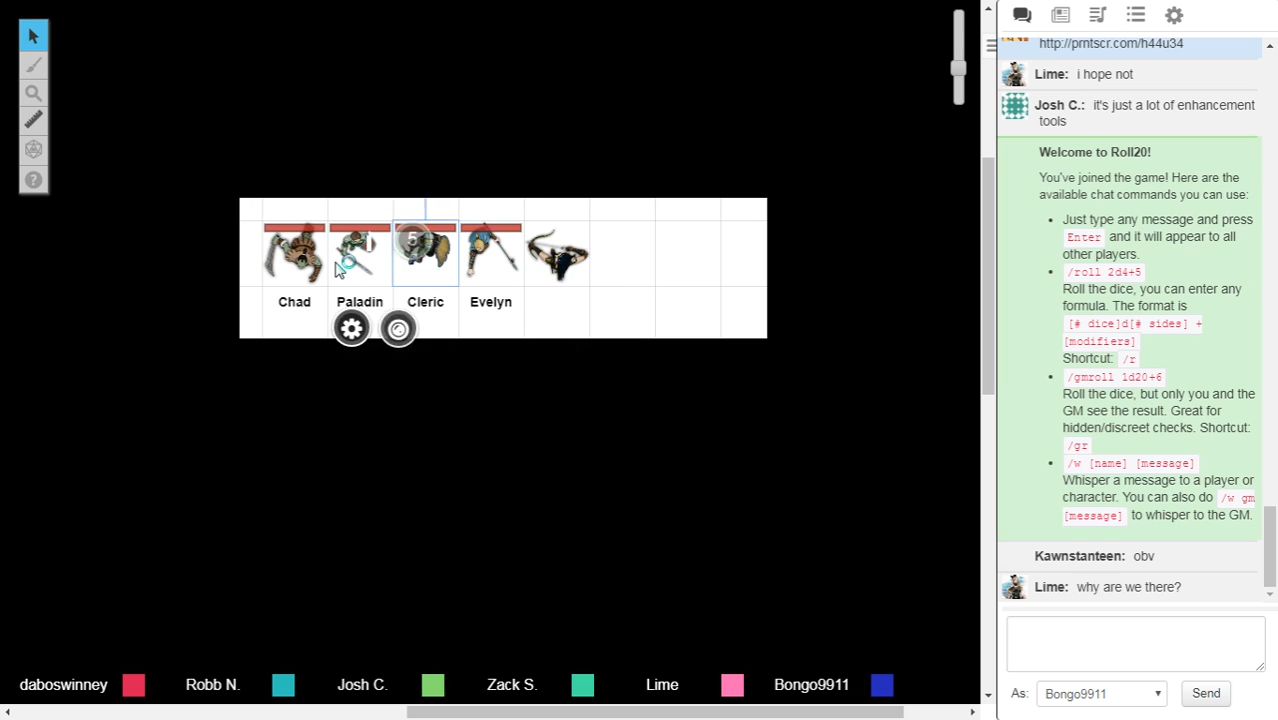 http://prntscr.com/h44u34
Lime: i hope not
Josh C.: it's just a lot of enhancement
tools
Welcome to Roll20!
You've joined the game! Here are the
available chat commands you can use:
Just type any message and press
Enter and it will appear to all
other players.
/roll 2d4+5
Roll the dice, you can enter any
formula. The format is
[# dice]d[# sides] +
[modifiers]
Shortcut: /r
/gmroll 1d20+6
Roll the dice, but only you and the
GM see the result. Great for
hidden/discreet checks. Shortcut:
/gr
/w [name] [message]
Whisper a message to a player or
character. You can also do /w gm
[message] to whisper to the GM.
Kawnstanteen: obv
Lime: why are we there?
As: Bongo9911 Send
5
Chad Paladin Cleric Evelyn
daboswinney Robb N. Josh C. Zack S. Lime Bongo9911